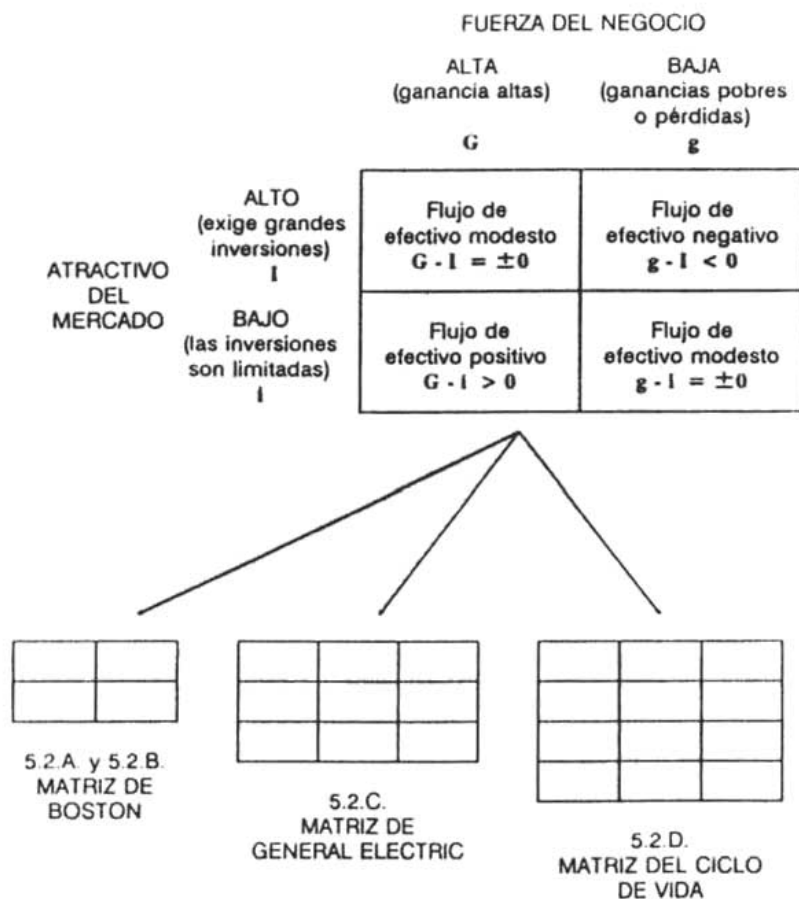 FUERZA DEL NEGOCIO
ALTA
(ganancia altas)
G
BAJA
(ganancias pobres
o pérdidas)
g
ATRACTIVO
DEL
MERCADO
ALTO
(exige grandes
inversiones)
I
Flujo de
efectivo modesto
G - I = ±0
Flujo de
efectivo negativo
g - I < 0
BAJO
(las inversiones
son limitadas)
i
Flujo de
efectivo positivo
G - i > 0
Flujo de
efectivo modesto
g - i = ±0
5.2.A. y 5.2.B.
MATRIZ DE
BOSTON
5.2.C.
MATRIZ DE
GENERAL ELECTRIC
5.2.D.
MATRIZ DEL CICLO
DE VIDA